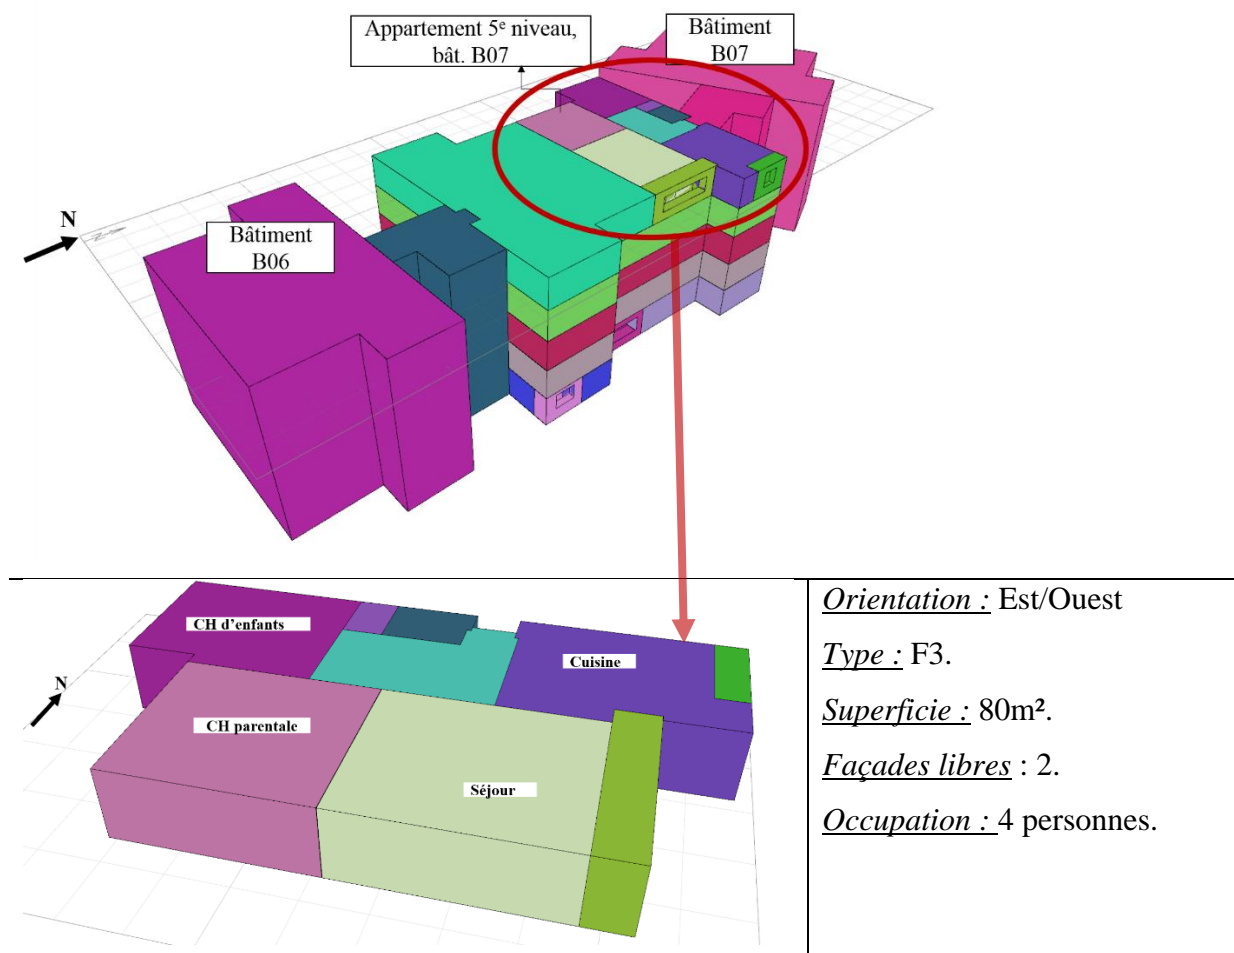 Appartement 5ᵉ niveau,
bât. B07
Bâtiment
B07
N
Bâtiment
B06
CH d'enfants
Cuisine
N
CH parentale
Séjour
Orientation : Est/Ouest
Type : F3.
Superficie : 80m².
Façades libres : 2.
Occupation : 4 personnes.